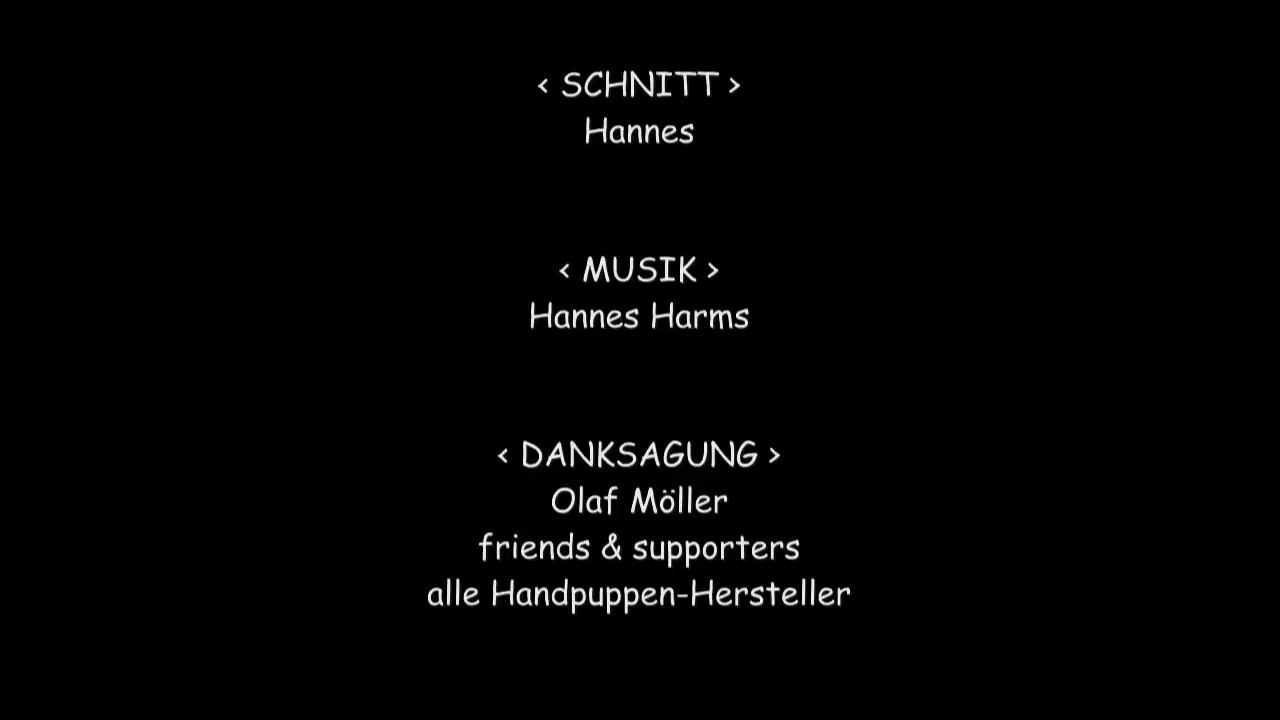 < SCHNITT >
Hannes
< MUSIK >
Hannes Harms
< DANKSAGUNG >
Olaf Möller
friends & supporters
alle Handpuppen-Hersteller